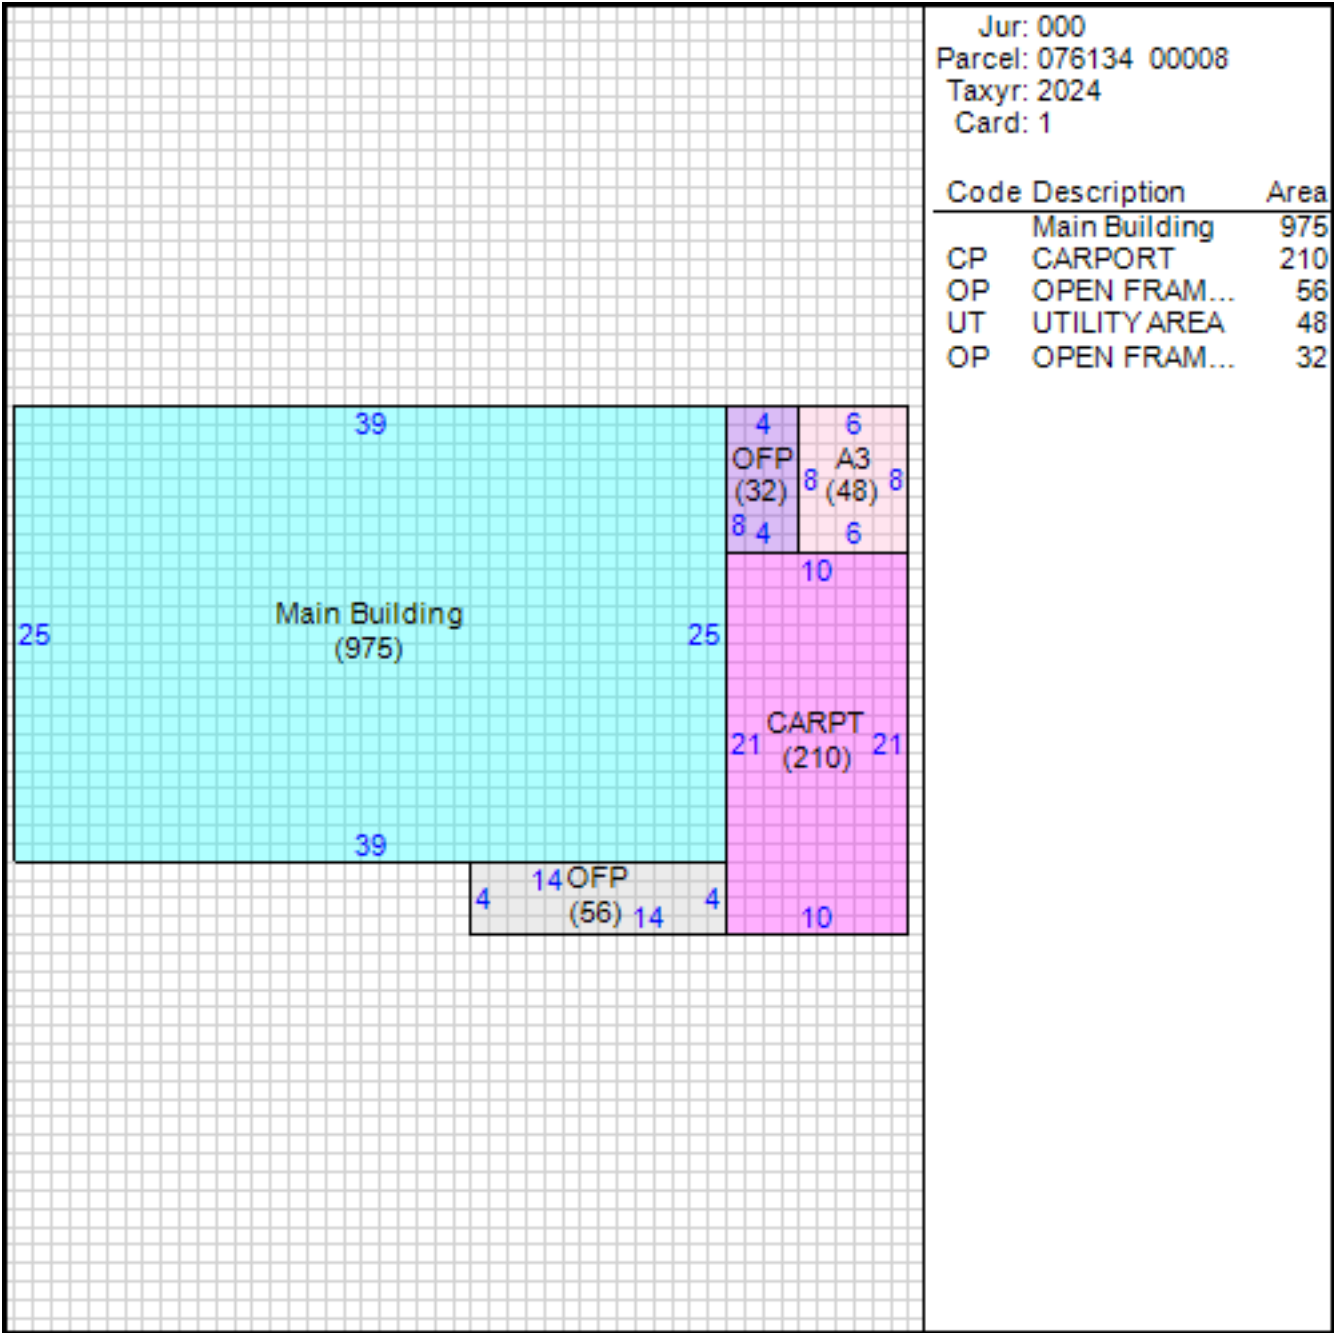 Jur: 000
Parcel: 076134 00008
Taxyr: 2024
Card: 1
Code Description Area
Main Building 975
CP CARPORT 210
OP OPEN FRAM... 56
UT UTILITY AREA 48
OP OPEN FRAM... 32
39
4
6
OFP
(32)
8
4
A3
(48)
8
8
6
10
25
Main Building
(975)
25
21
CARPT
(210)
21
39
4
14
OFP
(56)
14
4
10